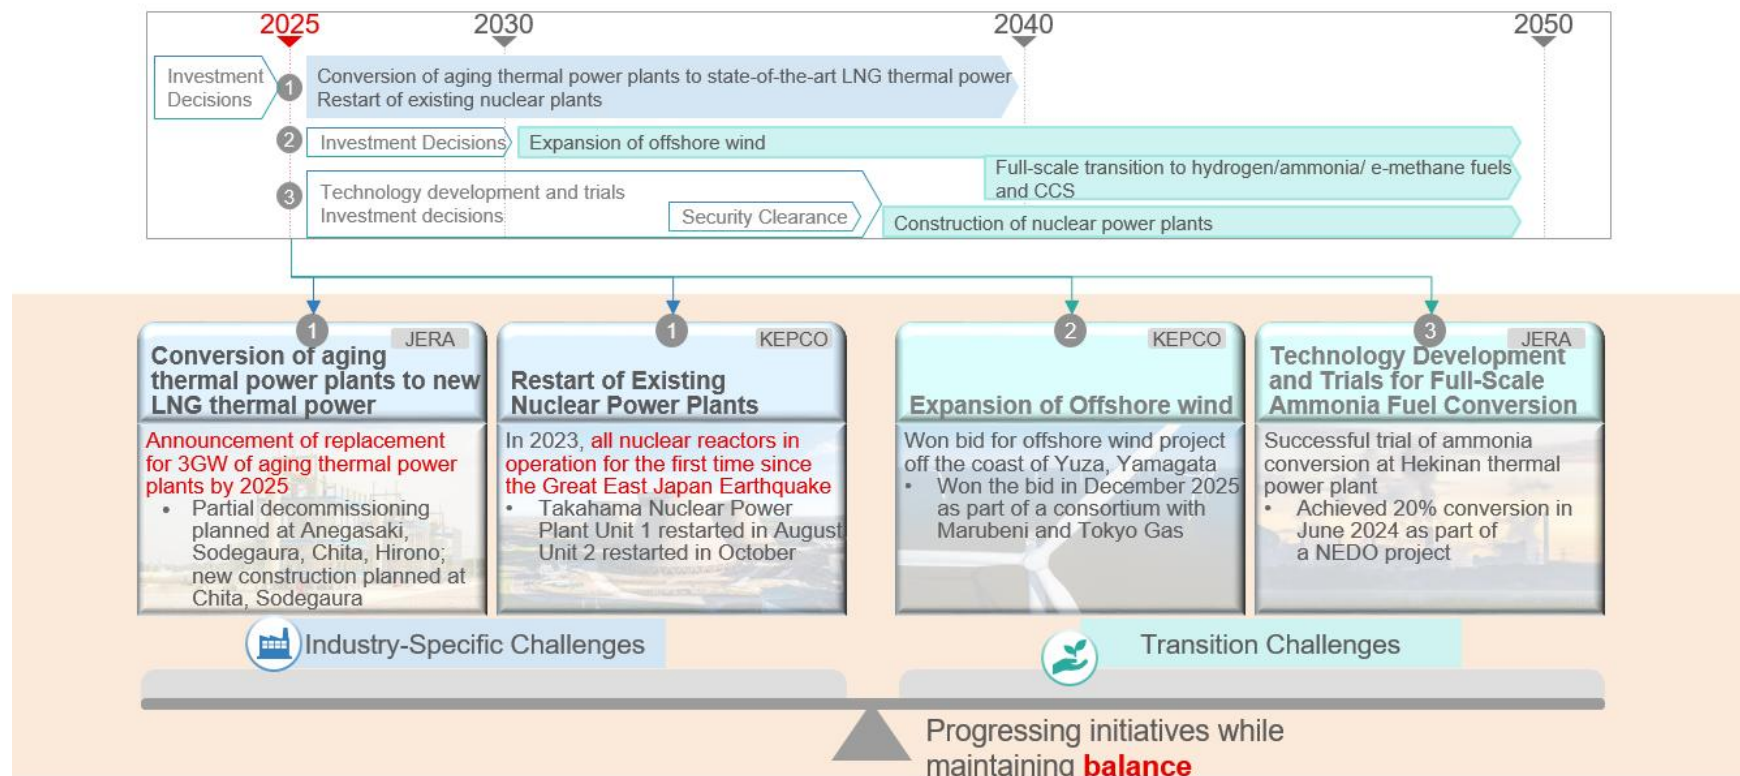 2025
2030
2040
2050
Investment
Decisions
1
Conversion of aging thermal power plants to state-of-the-art LNG thermal power
Restart of existing nuclear plants
2
Investment Decisions
Expansion of offshore wind
Full-scale transition to hydrogen/ammonia/ e-methane fuels
and CCS
3
Technology development and trials
Investment decisions
Security Clearance
Construction of nuclear power plants
1
JERA
Conversion of aging
thermal power plants to new
LNG thermal power
Announcement of replacement
for 3GW of aging thermal power
plants by 2025
• Partial decommissioning
planned at Anegasaki,
Sodegaura, Chita, Hirono;
new construction planned at
Chita, Sodegaura
1
KEPCO
Restart of Existing
Nuclear Power Plants
In 2023, all nuclear reactors in
operation for the first time since
the Great East Japan Earthquake
• Takahama Nuclear Power
Plant Unit 1 restarted in August
Unit 2 restarted in October
2
KEPCO
Expansion of Offshore wind
Won bid for offshore wind project
off the coast of Yuza, Yamagata
• Won the bid in December 2025
as part of a consortium with
Marubeni and Tokyo Gas
3
JERA
Technology Development
and Trials for Full-Scale
Ammonia Fuel Conversion
Successful trial of ammonia
conversion at Hekinan thermal
power plant
• Achieved 20% conversion in
June 2024 as part of
a NEDO project
Industry-Specific Challenges
Transition Challenges
Progressing initiatives while
maintaining balance